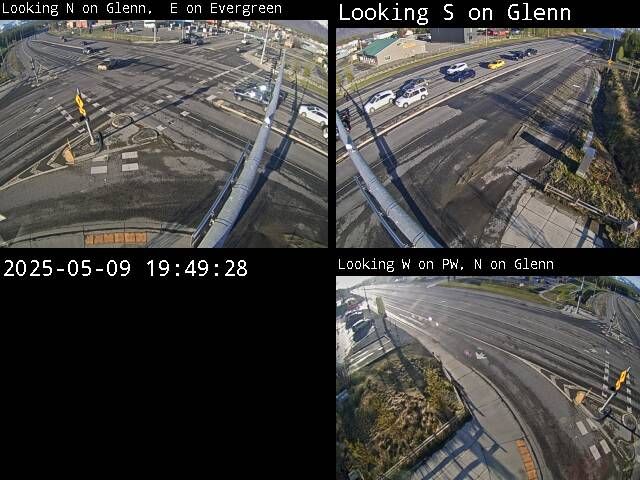 Looking N on Glenn,  E on Evergreen
Looking S on Glenn
2025-05-09 19:49:28
Looking W on PW, N on Glenn